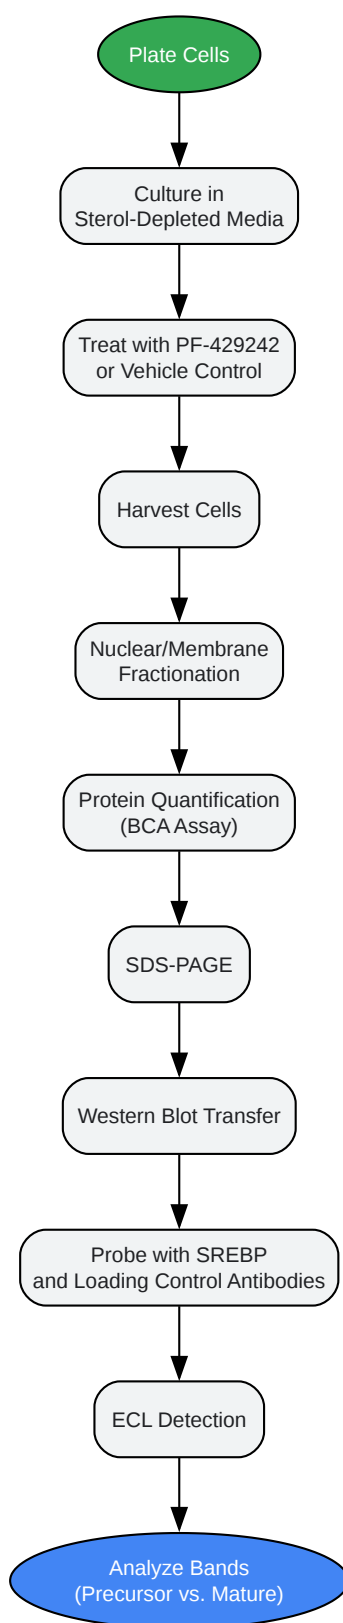 Plate Cells
Culture in
Sterol-Depleted Media
Treat with PF-429242
or Vehicle Control
Harvest Cells
Nuclear/Membrane
Fractionation
Protein Quantification
(BCA Assay)
SDS-PAGE
Western Blot Transfer
Probe with SREBP
and Loading Control Antibodies
ECL Detection
Analyze Bands
(Precursor vs. Mature)